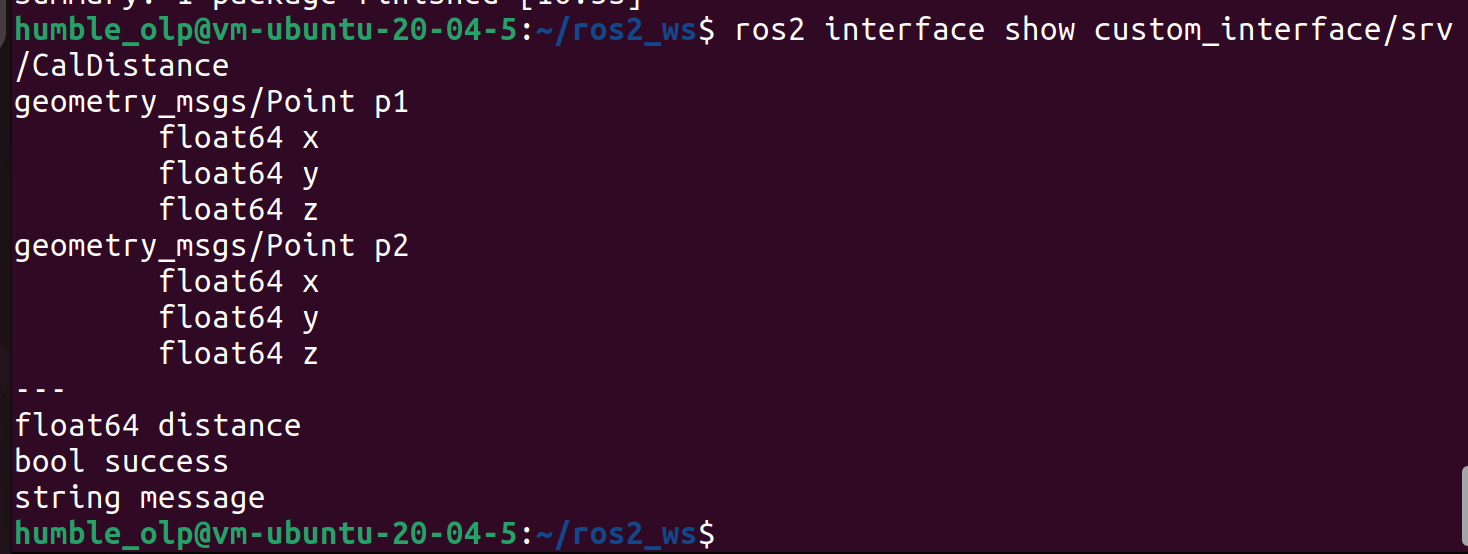 Summary: 1 package finished [10.5s]
humble_olp@vm-ubuntu-20-04-5:~/ros2_ws$ ros2 interface show custom_interface/srv
/CalDistance
geometry_msgs/Point p1
        float64 x
        float64 y
        float64 z
geometry_msgs/Point p2
        float64 x
        float64 y
        float64 z
---
float64 distance
bool success
string message
humble_olp@vm-ubuntu-20-04-5:~/ros2_ws$